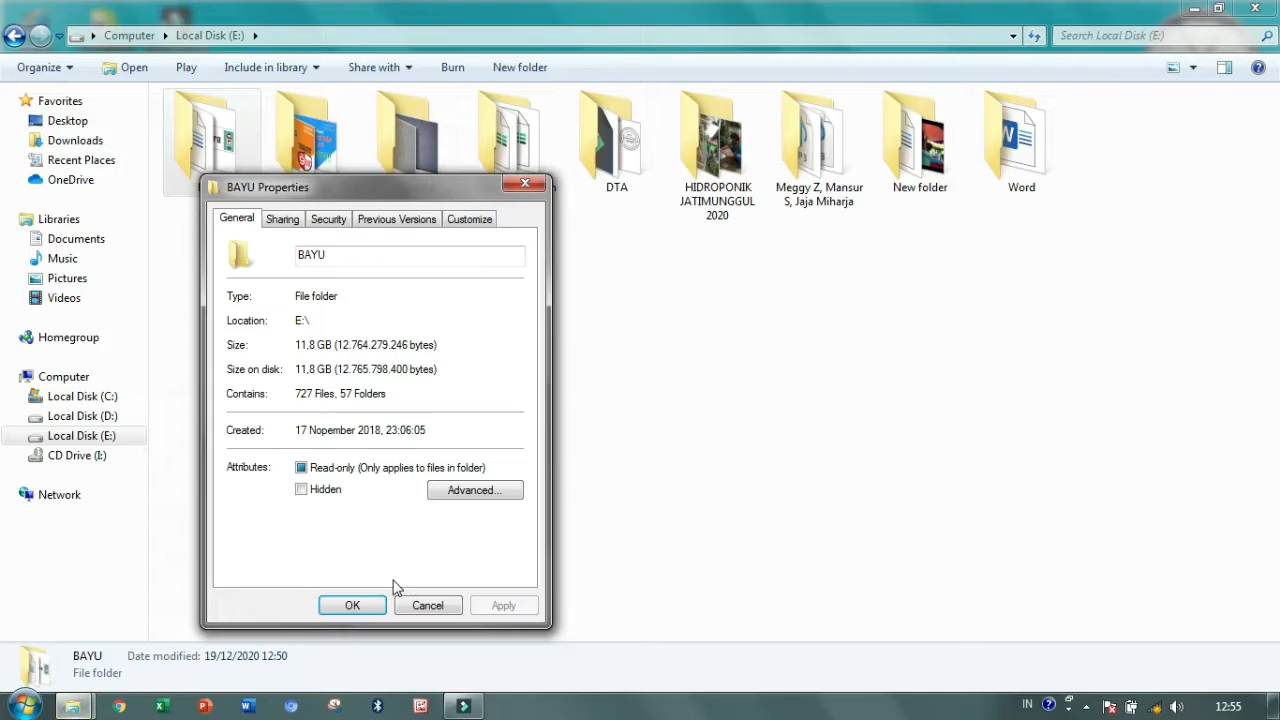 Computer
Local Disk (E:)
Search Local Disk (E:)
Organize
Open
Play
Include in library
Share with
Burn
New folder
Favorites
Desktop
Downloads
Recent Places
OneDrive
Libraries
Documents
Music
Pictures
Videos
Homegroup
Computer
Local Disk (C:)
Local Disk (D:)
Local Disk (E:)
CD Drive (I:)
Network
DTA
HIDROPONIK
JATIMUNGGUL
2020
Meggy Z, Mansur
S, Jaja Miharja
New folder
Word
BAYU Properties
General
Sharing
Security
Previous Versions
Customize
BAYU
Type: File folder
Location: E:\
Size: 11,8 GB (12.764.279.246 bytes)
Size on disk: 11,8 GB (12.765.798.400 bytes)
Contains: 727 Files, 57 Folders
Created: 17 Nopember 2018, 23:06:05
Attributes: Read-only (Only applies to files in folder)
Hidden
Advanced...
OK
Cancel
Apply
BAYU Date modified: 19/12/2020 12:50
File folder
IN
12:55